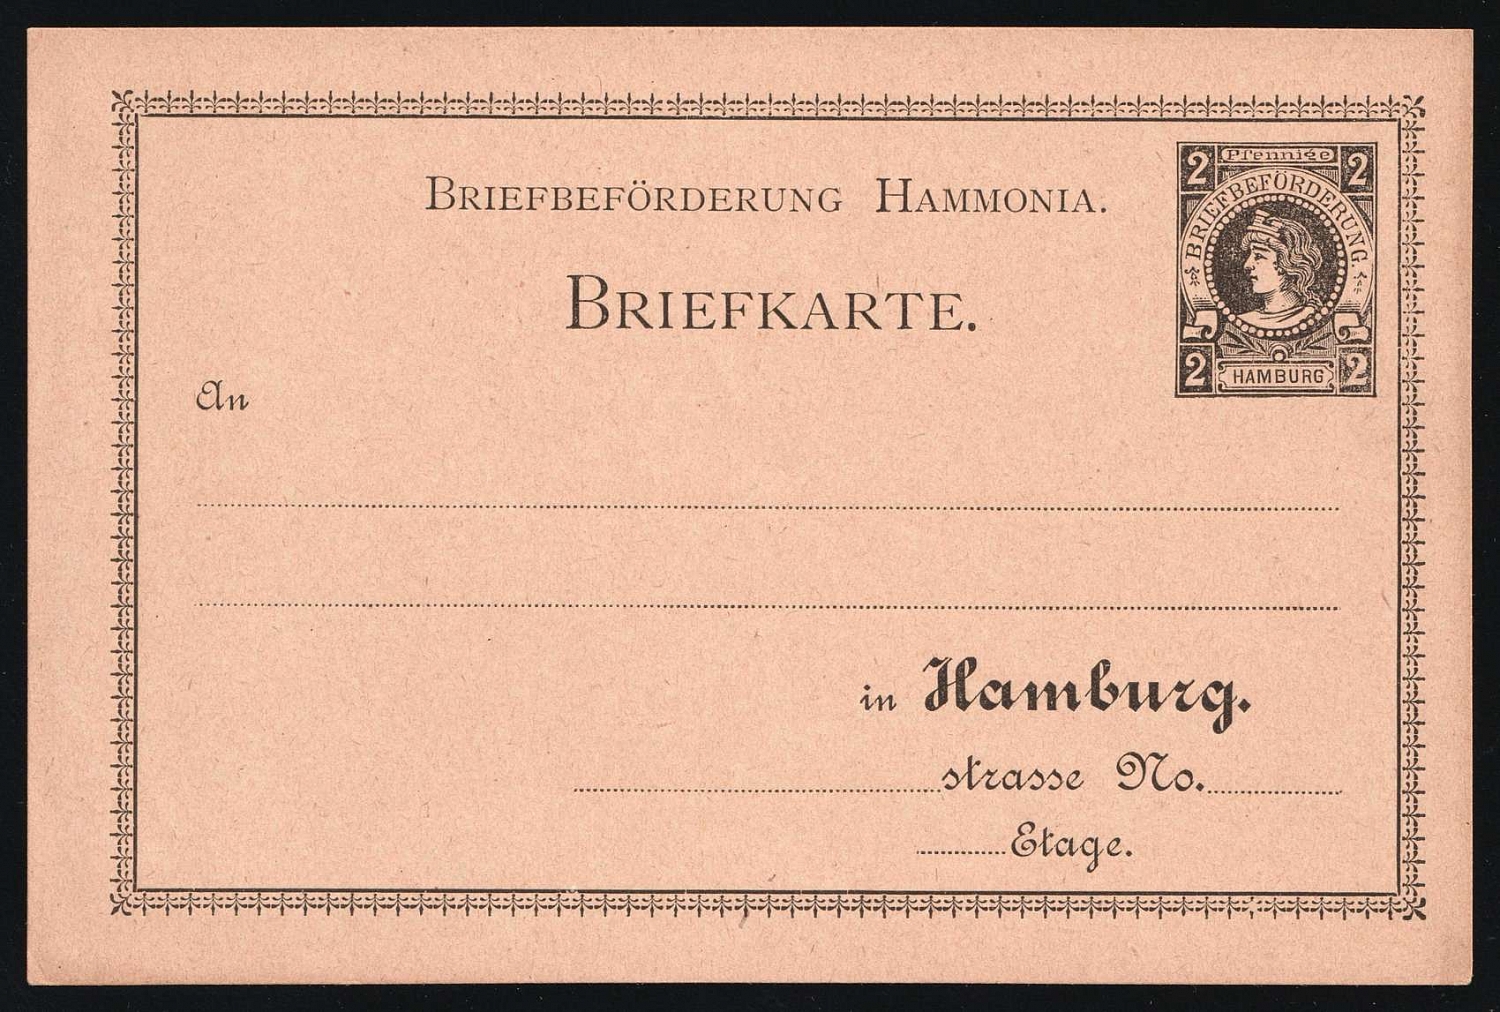 BRIEFBEFÖRDERUNG HAMMONIA.
BRIEFKARTE.
2 Pfennige 2
BRIEFBEFÖRDERUNG.
2 HAMBURG 2
An
in Hamburg.
strasse No.
Etage.